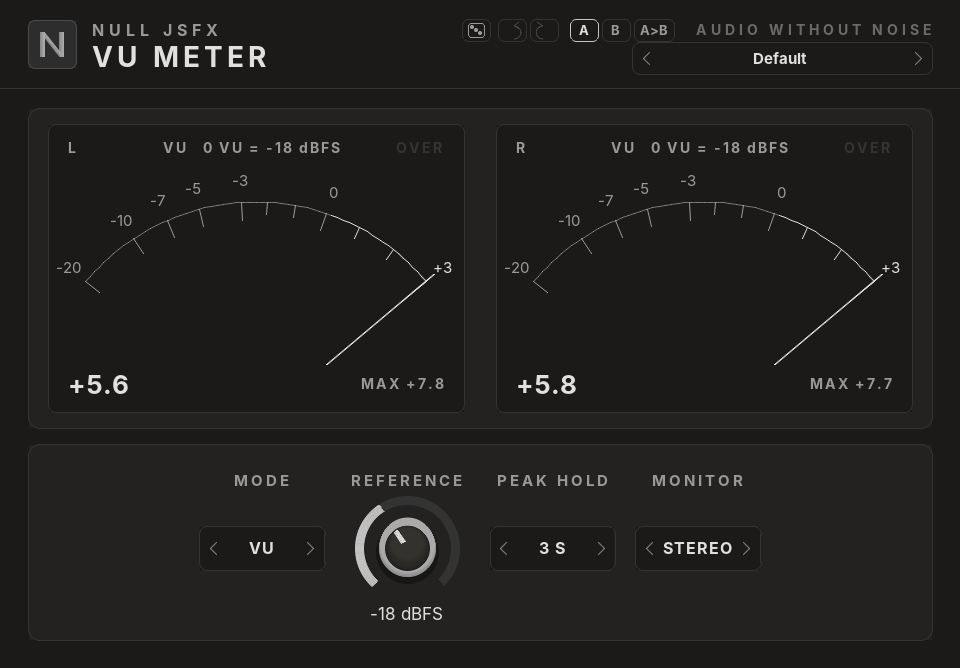 N
NULL JSFX
VU METER
A B A>B
AUDIO WITHOUT NOISE
Default
L VU 0 VU = -18 dBFS OVER
-20 -10 -7 -5 -3 0 +3
+5.6 MAX +7.8
R VU 0 VU = -18 dBFS OVER
-20 -10 -7 -5 -3 0 +3
+5.8 MAX +7.7
MODE REFERENCE PEAK HOLD MONITOR
VU 3 S STEREO
-18 dBFS